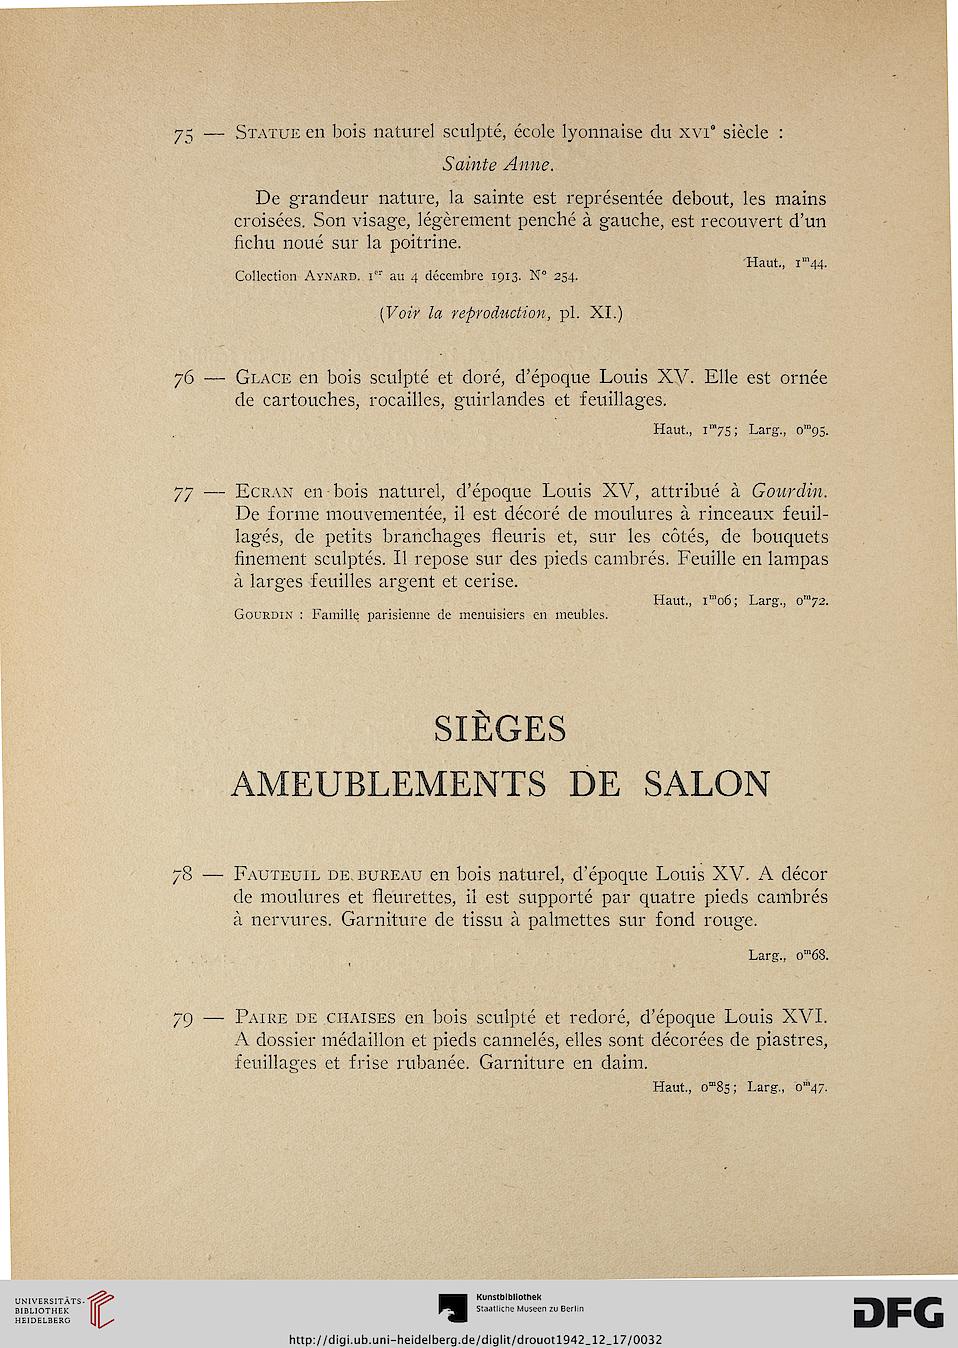 75 — Statue en bois naturel sculpté, école lyonnaise du xviᵉ siècle :
Sainte Anne.
De grandeur nature, la sainte est représentée debout, les mains
croisées. Son visage, légèrement penché à gauche, est recouvert d'un
fichu noué sur la poitrine.
Haut., 1ᵐ44.
Collection Aynard. 1ᵉʳ au 4 décembre 1913. N° 254.
(Voir la reproduction, pl. XI.)
76 — Glace en bois sculpté et doré, d'époque Louis XV. Elle est ornée
de cartouches, rocailles, guirlandes et feuillages.
Haut., 1ᵐ75; Larg., 0ᵐ95.
77 — Ecran en bois naturel, d'époque Louis XV, attribué à Gourdin.
De forme mouvementée, il est décoré de moulures à rinceaux feuil-
lagés, de petits branchages fleuris et, sur les côtés, de bouquets
finement sculptés. Il repose sur des pieds cambrés. Feuille en lampas
à larges feuilles argent et cerise.
Haut., 1ᵐ06; Larg., 0ᵐ72.
Gourdin : Famille parisienne de menuisiers en meubles.
SIÈGES
AMEUBLEMENTS DE SALON
78 — Fauteuil de bureau en bois naturel, d'époque Louis XV. A décor
de moulures et fleurettes, il est supporté par quatre pieds cambrés
à nervures. Garniture de tissu à palmettes sur fond rouge.
Larg., 0ᵐ68.
79 — Paire de chaises en bois sculpté et redoré, d'époque Louis XVI.
A dossier médaillon et pieds cannelés, elles sont décorées de piastres,
feuillages et frise rubanée. Garniture en daim.
Haut., 0ᵐ85; Larg., 0ᵐ47.
UNIVERSITÄTS-
BIBLIOTHEK
HEIDELBERG
Kunstbibliothek
Staatliche Museen zu Berlin
DFG
http://digi.ub.uni-heidelberg.de/diglit/drouot1942_12_17/0032